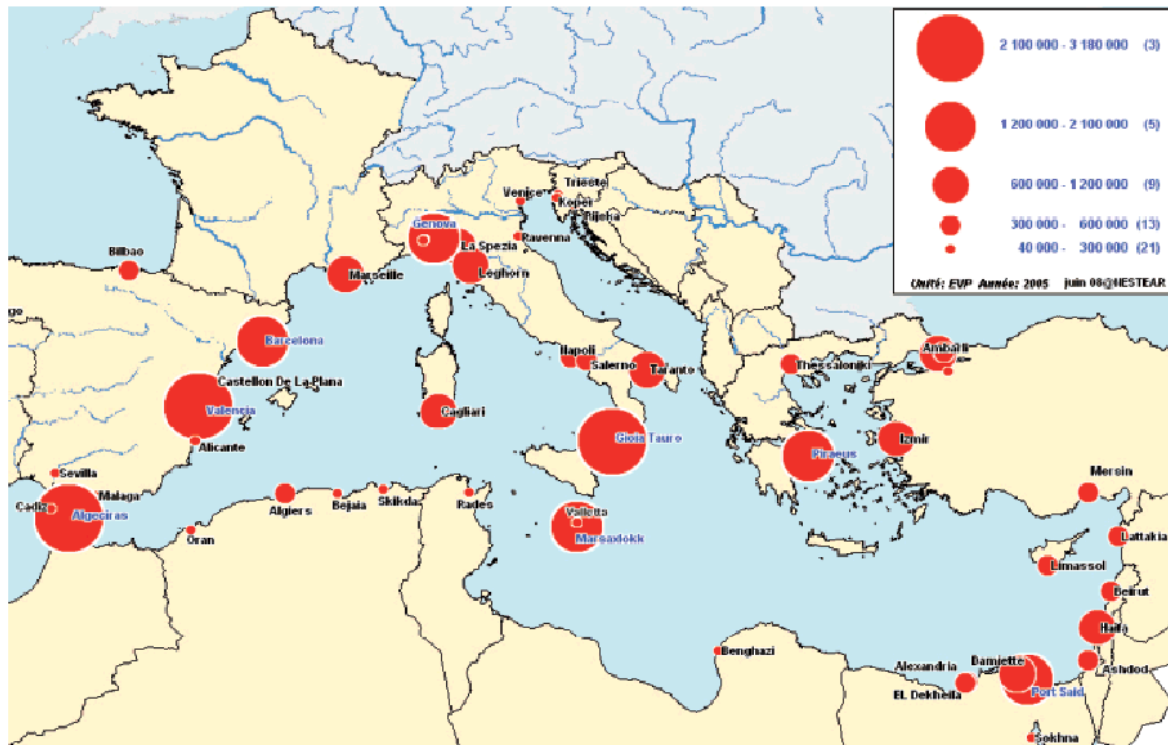 2 100 000 - 3 180 000 (3)
1 200 000 - 2 100 000 (5)
600 000 - 1 200 000 (9)
300 000 - 600 000 (13)
40 000 - 300 000 (21)
Unité: EVP Année: 2005 juin 08@NESTEAR
Venice
Trieste
Koper
Rijeka
Genova
Ravenna
La Spezia
Leghorn
Bilbao
Marseille
Barcelona
Castellon De La Plana
Valencia
Alicante
Sevilla
Malaga
Cadiz
Algeciras
Napoli
Salerno
Taranto
Cagliari
Gioia Tauro
Thessaloniki
Ambarli
Izmir
Piraeus
Mersin
Algiers
Bejaia
Skikda
Rades
Oran
Valletta
Marsaxlokk
Lattakia
Limassol
Beirut
Haifa
Ashdod
Benghazi
Alexandria
Damiette
EL Dekheila
Port Said
Sokhna